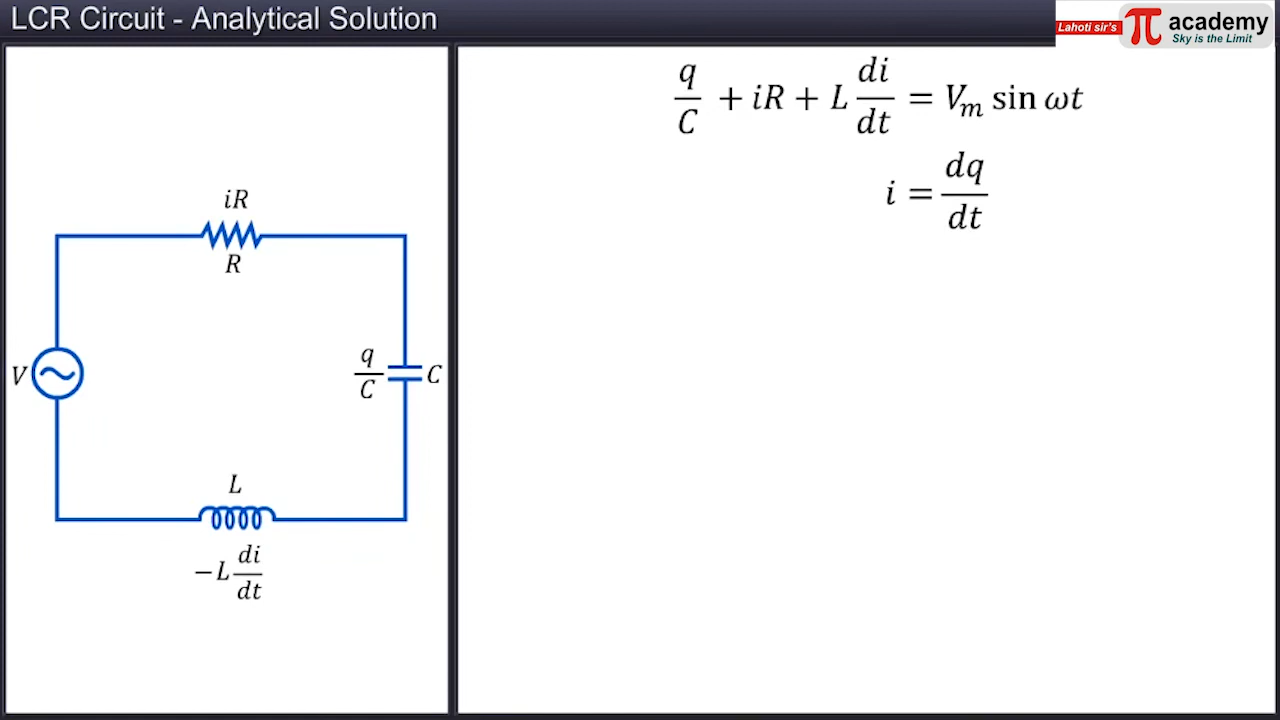 LCR Circuit - Analytical Solution
Lahoti sir's π academy
Sky is the Limit
q/C + iR + L di/dt = Vₘ sin ωt
i = dq/dt
iR
R
V
q/C
C
L
−L di/dt